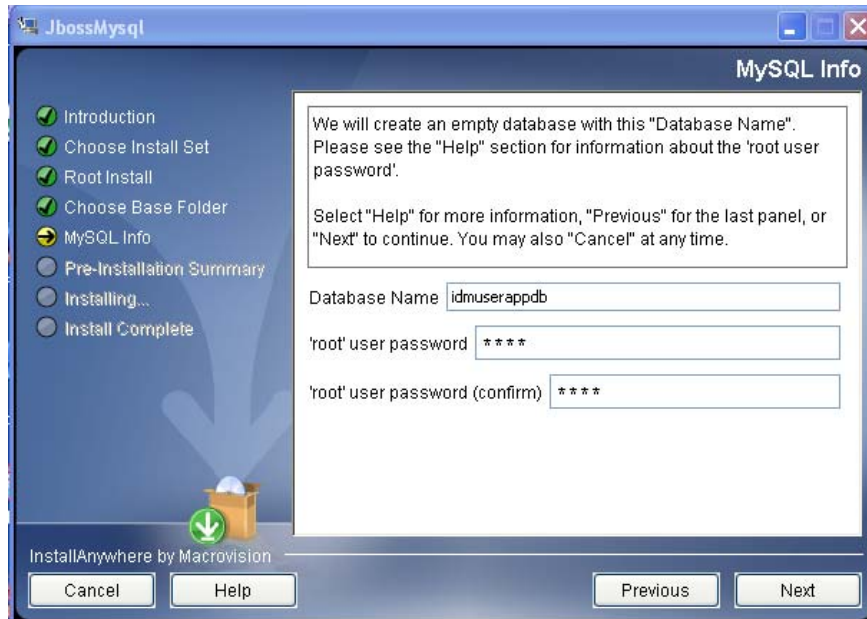 JbossMysql
MySQL Info
Introduction
Choose Install Set
Root Install
Choose Base Folder
MySQL Info
Pre-Installation Summary
Installing...
Install Complete
We will create an empty database with this "Database Name".
Please see the "Help" section for information about the 'root user
password'.
Select "Help" for more information, "Previous" for the last panel, or
"Next" to continue. You may also "Cancel" at any time.
Database Name idmuserappdb
'root' user password ****
'root' user password (confirm) ****
InstallAnywhere by Macrovision
Cancel Help Previous Next